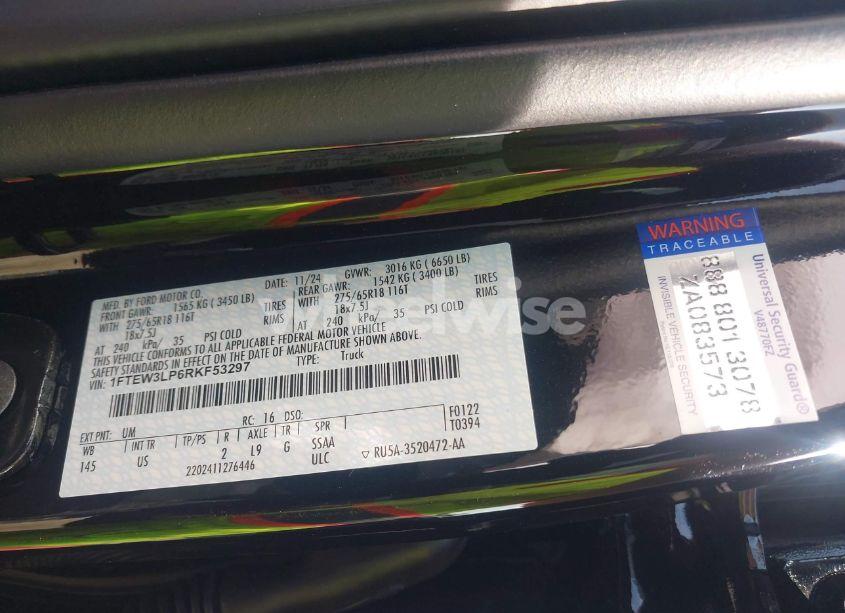 MFD. BY FORD MOTOR CO.
DATE: 11/24 GVWR: 3016 KG ( 6650 LB)
FRONT GAWR: 1565 KG ( 3450 LB) REAR GAWR: 1542 KG ( 3400 LB)
WITH 275/65R18 116T TIRES WITH 275/65R18 116T TIRES
18x7.5J RIMS 18x7.5J RIMS
AT 240 kPa/ 35 PSI COLD AT 240 kPa/ 35 PSI COLD
THIS VEHICLE CONFORMS TO ALL APPLICABLE FEDERAL MOTOR VEHICLE
SAFETY STANDARDS IN EFFECT ON THE DATE OF MANUFACTURE SHOWN ABOVE.
VIN: 1FTEW3LP6RKF53297 TYPE: Truck
EXT PNT: UM RC: 16 DSO: F0122
WB INT TR TP/PS R AXLE TR SPR T0394
145 US 2 L9 G SSAA
2202411276446 ULC ▽ RU5A-3520472-AA
WARNING
TRACEABLE
Universal Security Guard®
V48770FZ
888 801 3078
4A083573
INVISIBLE VEHICLE SECURITY
wheelwise